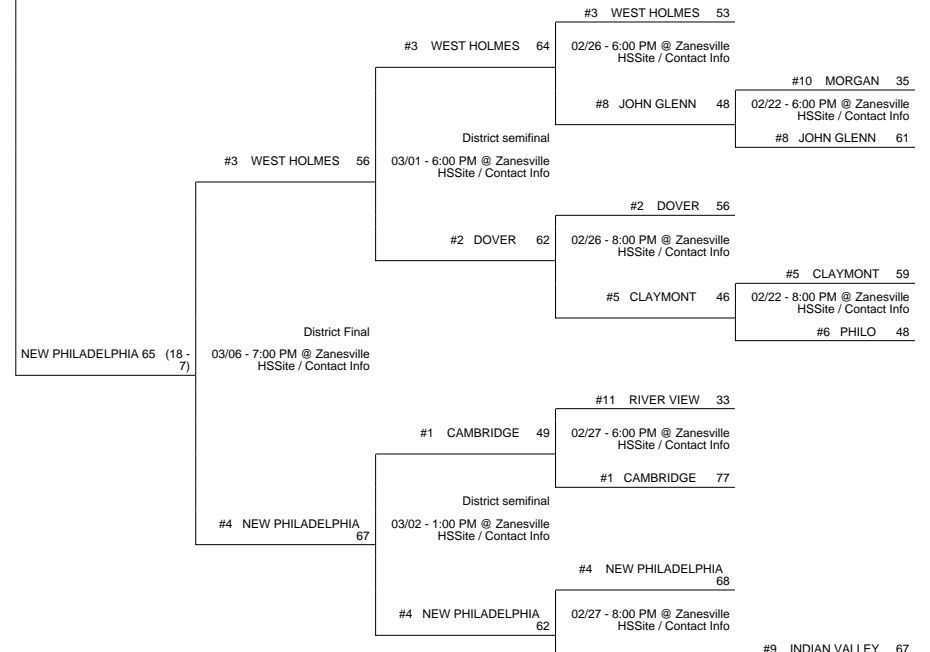 #3 WEST HOLMES 53
#3 WEST HOLMES 64
02/26 - 6:00 PM @ Zanesville
HSSite / Contact Info
#10 MORGAN 35
#8 JOHN GLENN 48
02/22 - 6:00 PM @ Zanesville
HSSite / Contact Info
District semifinal
#8 JOHN GLENN 61
#3 WEST HOLMES 56
03/01 - 6:00 PM @ Zanesville
HSSite / Contact Info
#2 DOVER 56
#2 DOVER 62
02/26 - 8:00 PM @ Zanesville
HSSite / Contact Info
#5 CLAYMONT 59
#5 CLAYMONT 46
02/22 - 8:00 PM @ Zanesville
HSSite / Contact Info
District Final
#6 PHILO 48
NEW PHILADELPHIA 65 (18 -
7)
03/06 - 7:00 PM @ Zanesville
HSSite / Contact Info
#11 RIVER VIEW 33
#1 CAMBRIDGE 49
02/27 - 6:00 PM @ Zanesville
HSSite / Contact Info
#1 CAMBRIDGE 77
District semifinal
#4 NEW PHILADELPHIA
67
03/02 - 1:00 PM @ Zanesville
HSSite / Contact Info
#4 NEW PHILADELPHIA
68
#4 NEW PHILADELPHIA
62
02/27 - 8:00 PM @ Zanesville
HSSite / Contact Info
#9 INDIAN VALLEY 67